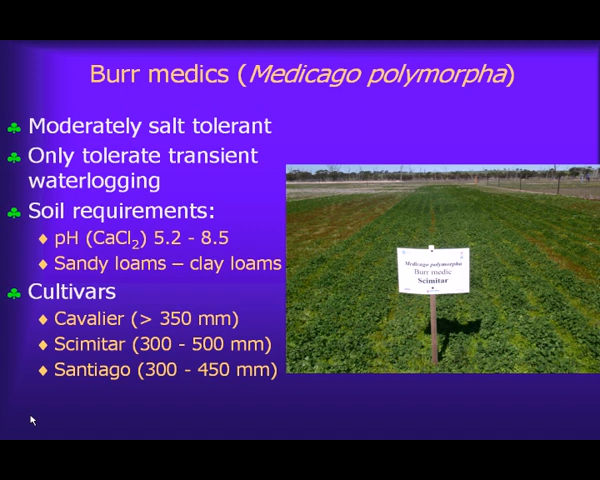 Burr medics (Medicago polymorpha)
Moderately salt tolerant
Only tolerate transient
waterlogging
Soil requirements:
pH (CaCl₂) 5.2 - 8.5
Sandy loams – clay loams
Cultivars
Cavalier (> 350 mm)
Scimitar (300 - 500 mm)
Santiago (300 - 450 mm)
Medicago polymorpha
Burr medic
Scimitar